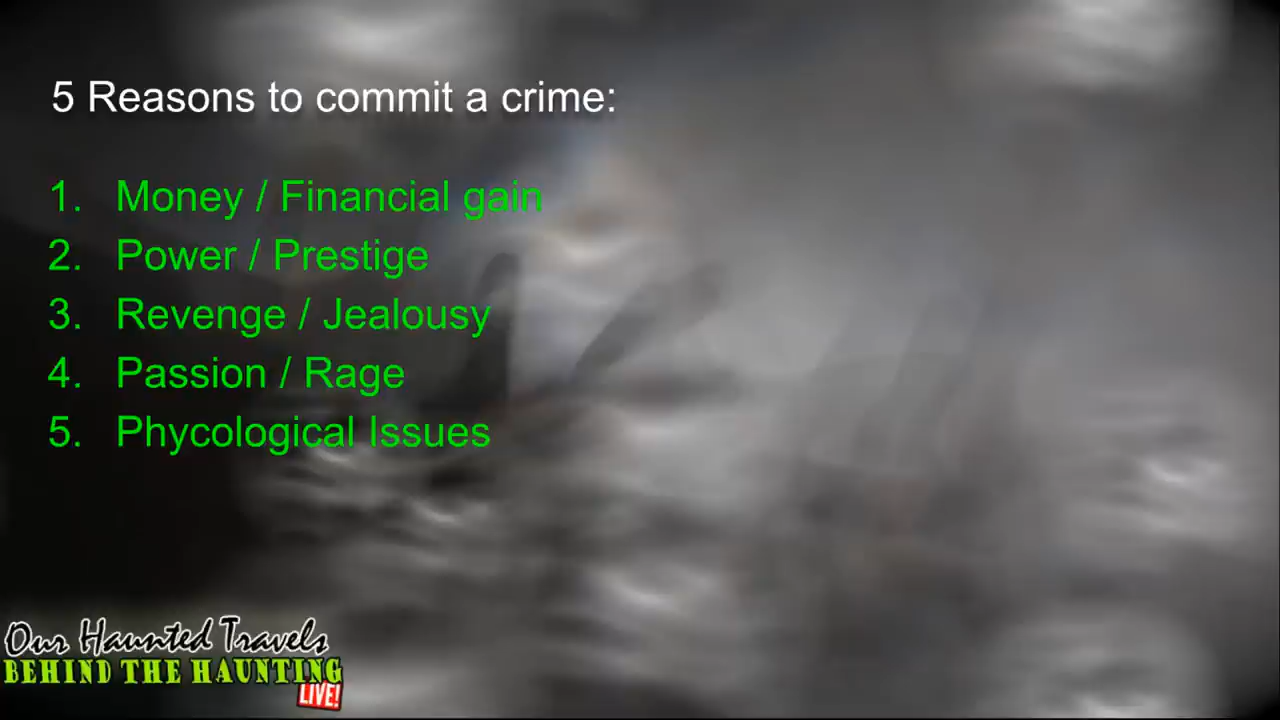 5 Reasons to commit a crime:
1. Money / Financial gain
2. Power / Prestige
3. Revenge / Jealousy
4. Passion / Rage
5. Phycological Issues
Our Haunted Travels
BEHIND THE HAUNTING
LIVE!